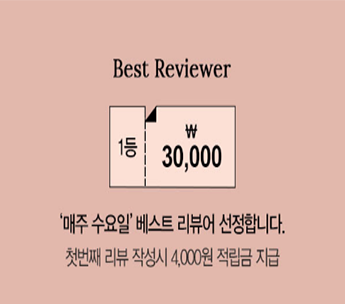 Best Reviewer
1등
₩
30,000
'매주 수요일' 베스트 리뷰어 선정합니다.
첫번째 리뷰 작성시 4,000원 적립금 지급